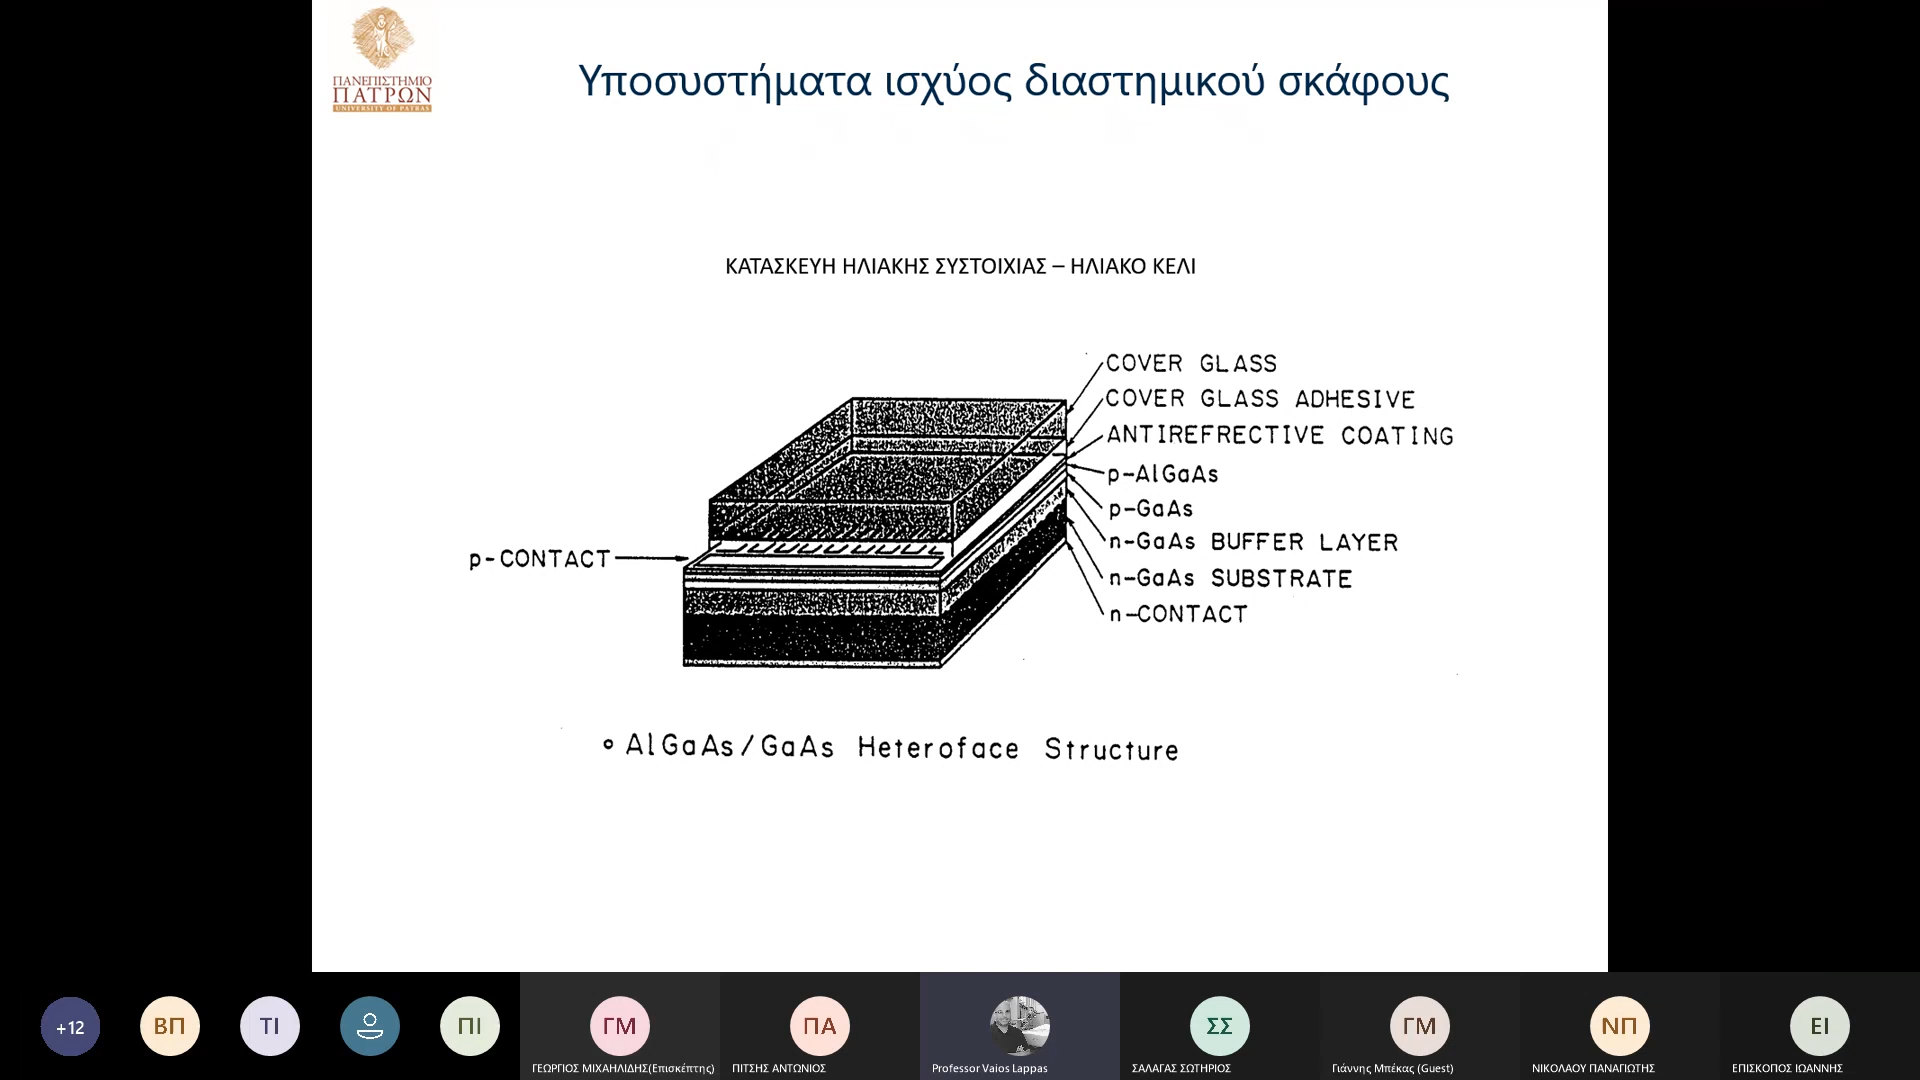 ΠΑΝΕΠΙΣΤΗΜΙΟ
ΠΑΤΡΩΝ
UNIVERSITY OF PATRAS
Υποσυστήματα ισχύος διαστημικού σκάφους
ΚΑΤΑΣΚΕΥΗ ΗΛΙΑΚΗΣ ΣΥΣΤΟΙΧΙΑΣ – ΗΛΙΑΚΟ ΚΕΛΙ
COVER GLASS
COVER GLASS ADHESIVE
ANTIREFRECTIVE COATING
p-AlGaAs
p-GaAs
n-GaAs BUFFER LAYER
n-GaAs SUBSTRATE
n-CONTACT
p-CONTACT
∘ AlGaAs/GaAs Heteroface Structure
+12
ΒΠ
ΤΙ
ΠΙ
ΓΜ
ΠΑ
ΣΣ
ΓΜ
ΝΠ
ΕΙ
ΓΕΩΡΓΙΟΣ ΜΙΧΑΗΛΙΔΗΣ(Επισκέπτης)
ΠΙΤΣΗΣ ΑΝΤΩΝΙΟΣ
Professor Vaios Lappas
ΣΑΛΑΓΑΣ ΣΩΤΗΡΙΟΣ
Γιάννης Μπέκας (Guest)
ΝΙΚΟΛΑΟΥ ΠΑΝΑΓΙΩΤΗΣ
ΕΠΙΣΚΟΠΟΣ ΙΩΑΝΝΗΣ